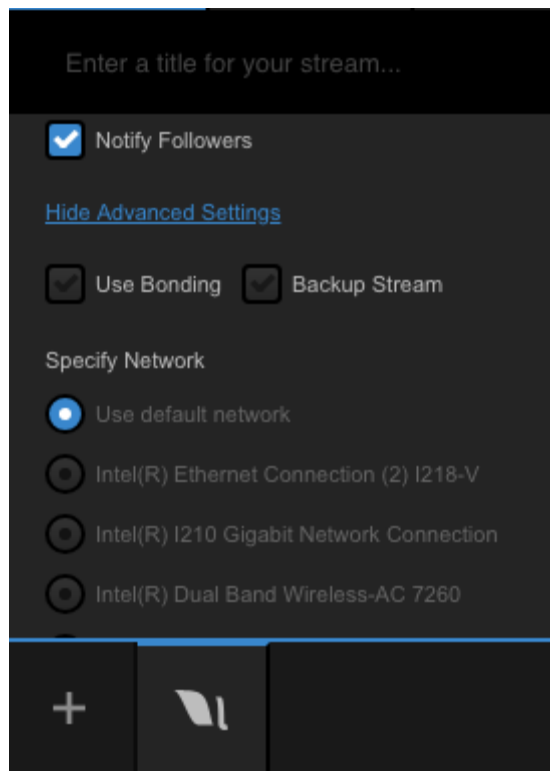 Enter a title for your stream...
Notify Followers
Hide Advanced Settings
Use Bonding Backup Stream
Specify Network
Use default network
Intel(R) Ethernet Connection (2) I218-V
Intel(R) I210 Gigabit Network Connection
Intel(R) Dual Band Wireless-AC 7260